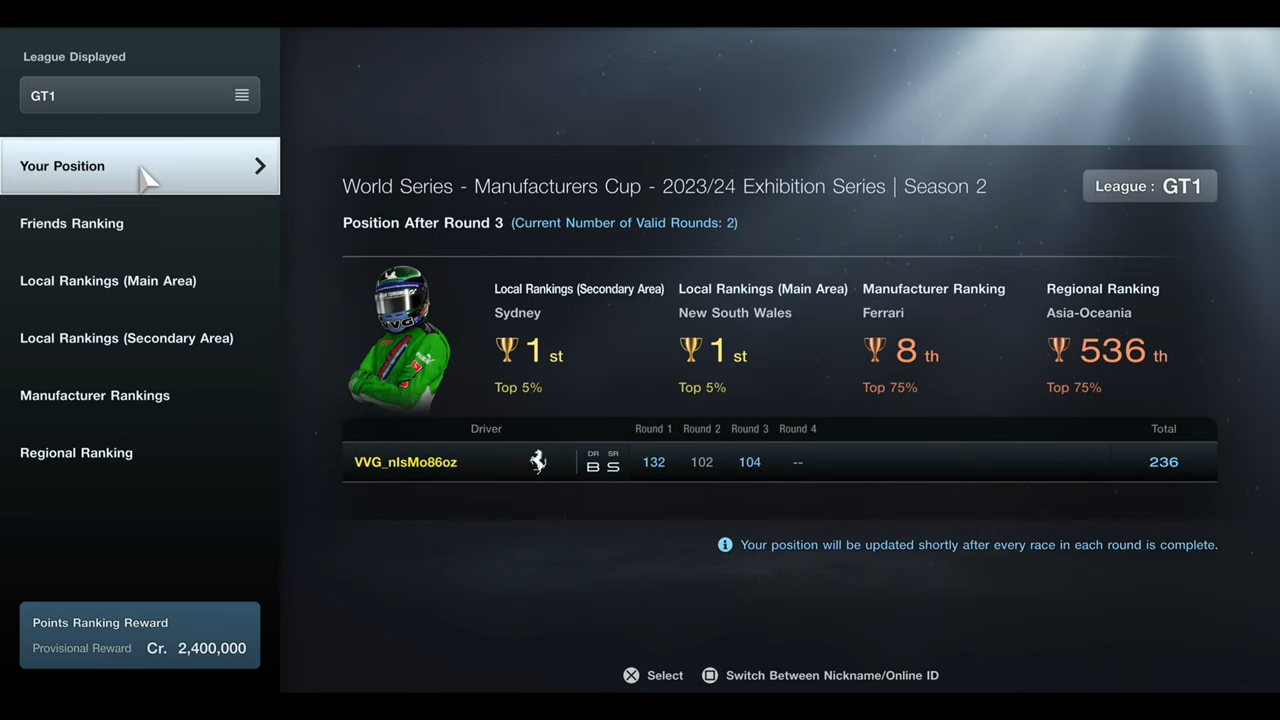 League Displayed
GT1
Your Position
Friends Ranking
Local Rankings (Main Area)
Local Rankings (Secondary Area)
Manufacturer Rankings
Regional Ranking
Points Ranking Reward
Provisional Reward Cr. 2,400,000
World Series - Manufacturers Cup - 2023/24 Exhibition Series | Season 2
League : GT1
Position After Round 3 (Current Number of Valid Rounds: 2)
Local Rankings (Secondary Area) Local Rankings (Main Area) Manufacturer Ranking Regional Ranking
Sydney New South Wales Ferrari Asia-Oceania
1 st 1 st 8 th 536 th
Top 5% Top 5% Top 75% Top 75%
Driver Round 1 Round 2 Round 3 Round 4 Total
DR SR
VVG_nIsMo86oz B S 132 102 104 -- 236
Your position will be updated shortly after every race in each round is complete.
Select Switch Between Nickname/Online ID